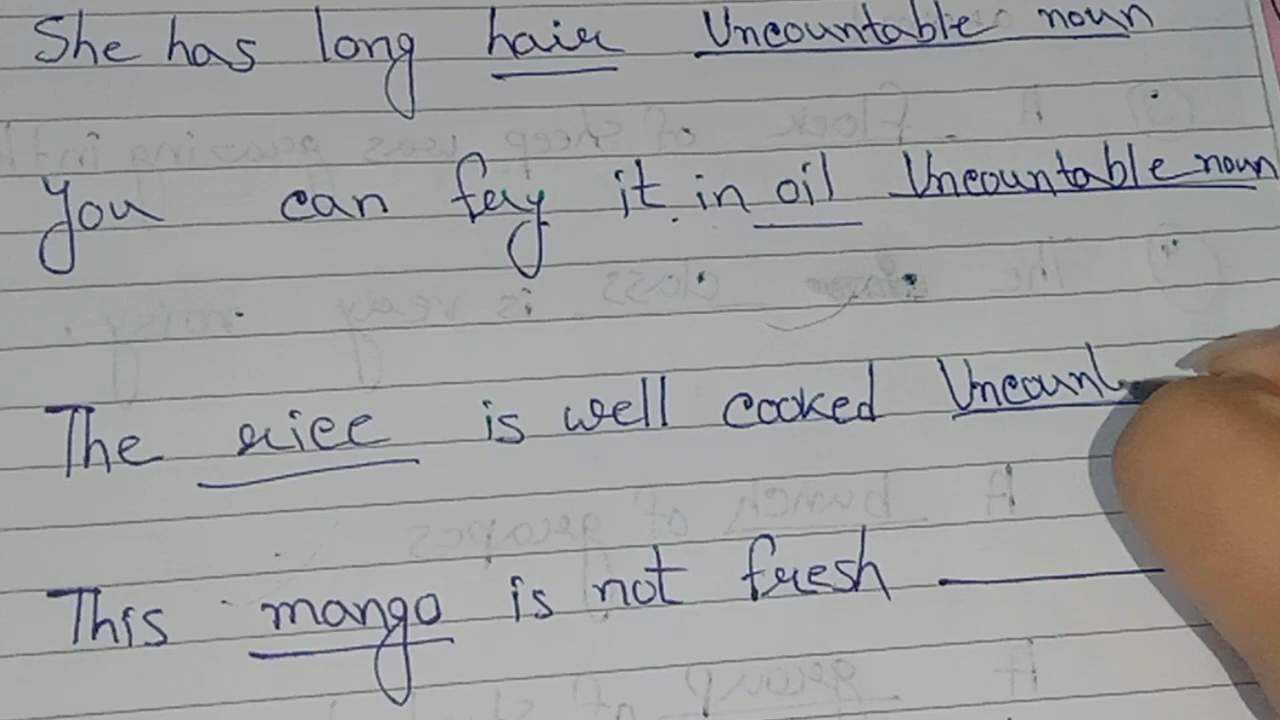 She has long hair Uncountable noun
You can fry it in oil Uncountable noun
The rice is well cooked Uncount
This mango is not fresh